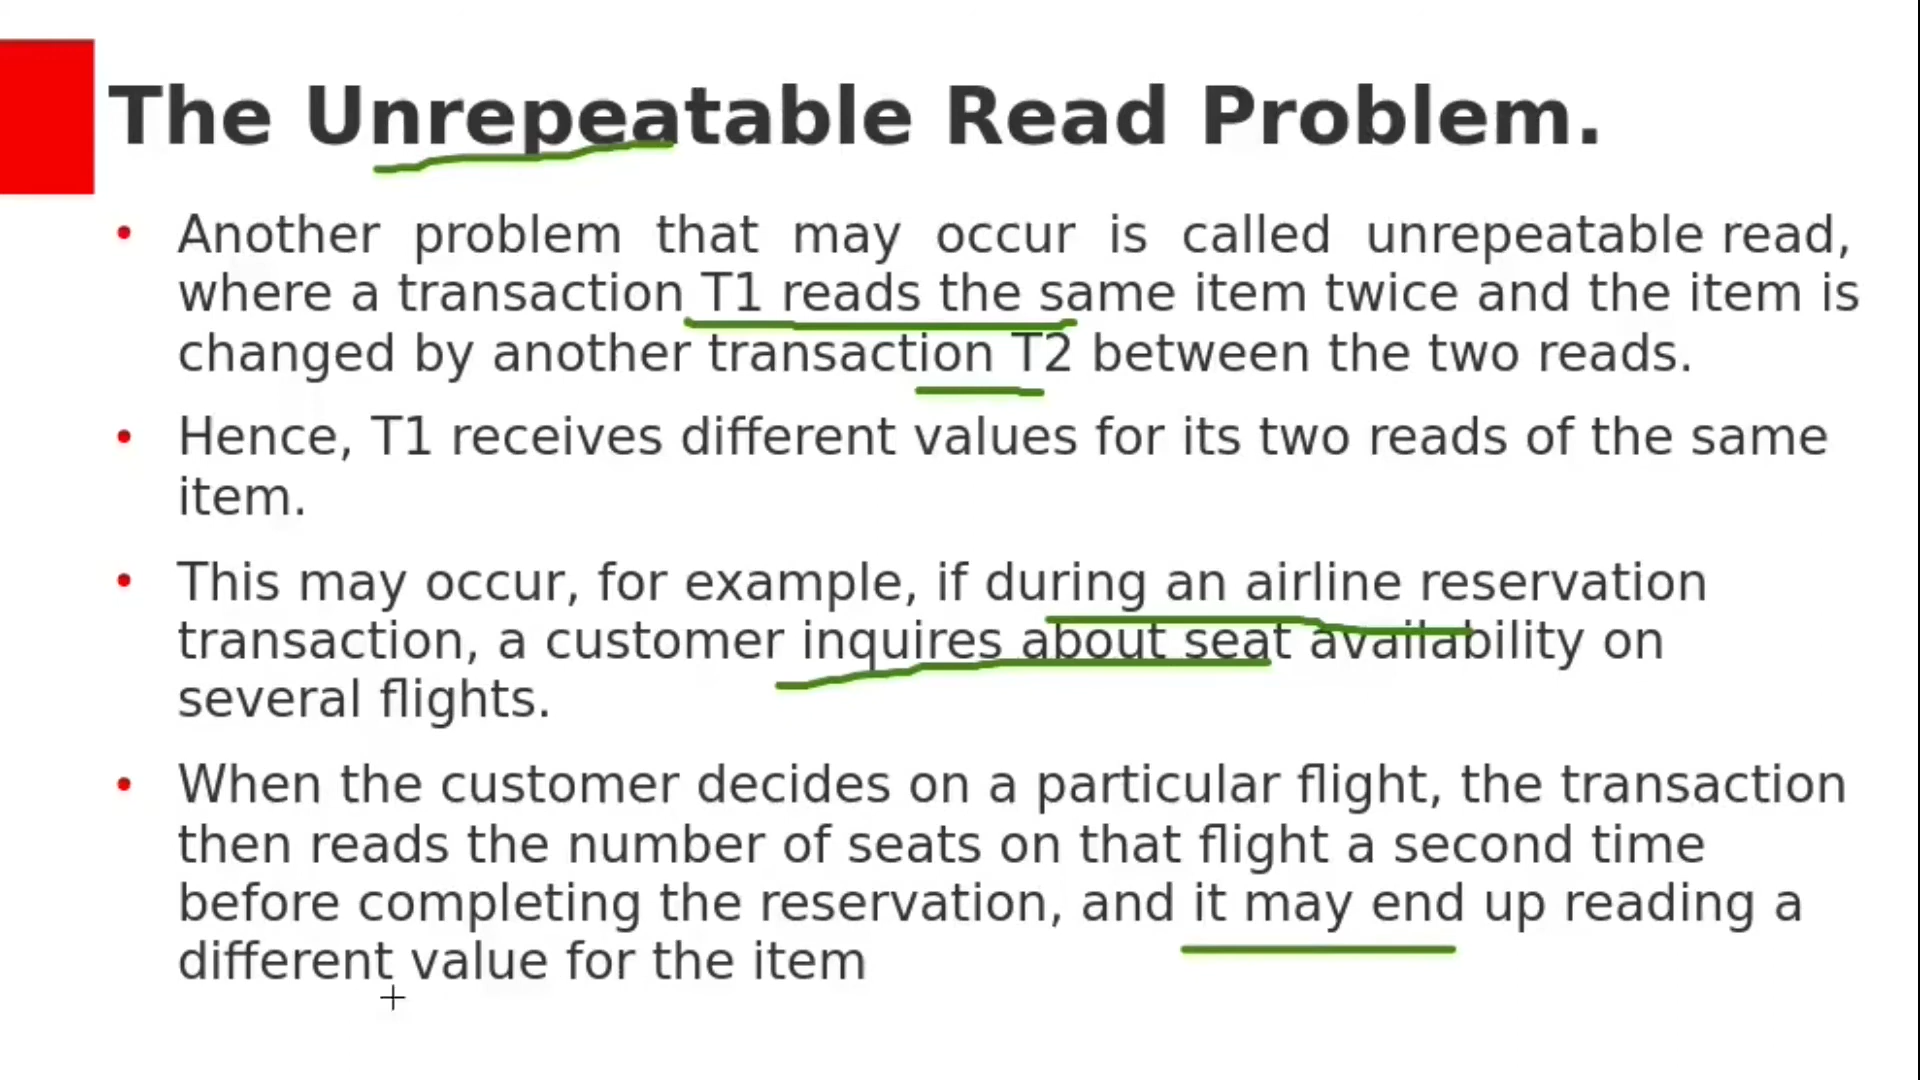 The Unrepeatable Read Problem.
• Another problem that may occur is called unrepeatable read,
where a transaction T1 reads the same item twice and the item is
changed by another transaction T2 between the two reads.
• Hence, T1 receives different values for its two reads of the same
item.
• This may occur, for example, if during an airline reservation
transaction, a customer inquires about seat availability on
several flights.
• When the customer decides on a particular flight, the transaction
then reads the number of seats on that flight a second time
before completing the reservation, and it may end up reading a
different value for the item